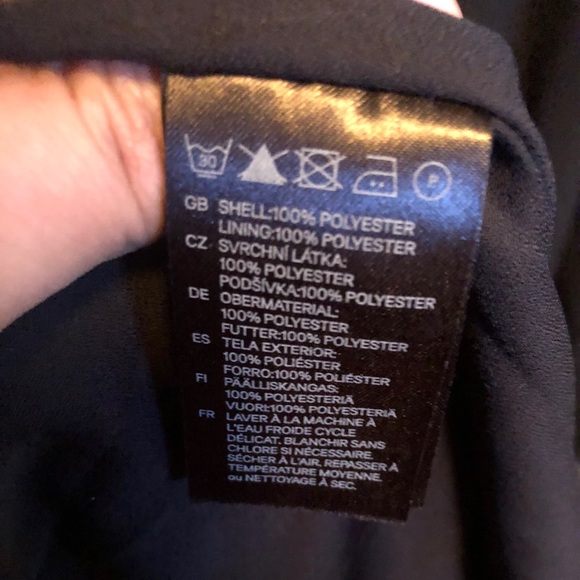 30
P
GB SHELL:100% POLYESTER
LINING:100% POLYESTER
CZ SVRCHNÍ LÁTKA:
100% POLYESTER
PODŠÍVKA:100% POLYESTER
DE OBERMATERIAL:
100% POLYESTER
FUTTER:100% POLYESTER
ES TELA EXTERIOR:
100% POLIÉSTER
FORRO:100% POLIÉSTER
FI PÄÄLLISKANGAS:
100% POLYESTERIÄ
VUORI:100% POLYESTERIÄ
FR LAVER À LA MACHINE À
L'EAU FROIDE CYCLE
DÉLICAT. BLANCHIR SANS
CHLORE SI NÉCESSAIRE.
SÉCHER À L'AIR, REPASSER À
TEMPÉRATURE MOYENNE.
ou NETTOYAGE À SEC.